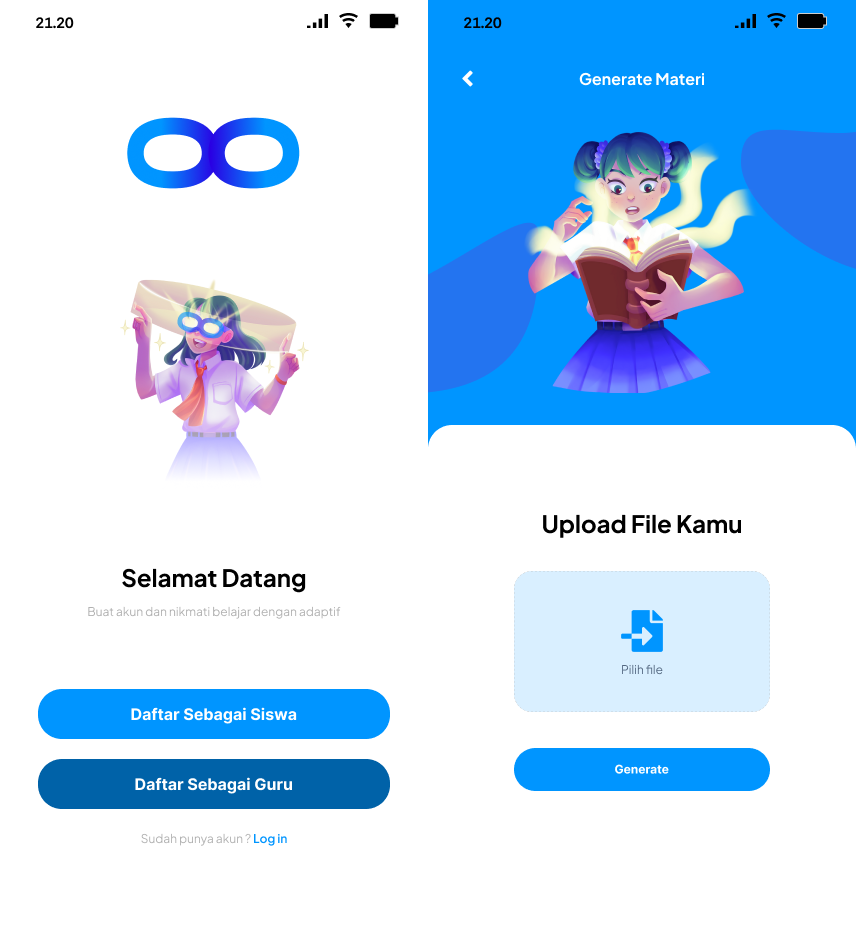 21.20
Selamat Datang
Buat akun dan nikmati belajar dengan adaptif
Daftar Sebagai Siswa
Daftar Sebagai Guru
Sudah punya akun ? Log in
21.20
Generate Materi
Upload File Kamu
Pilih file
Generate